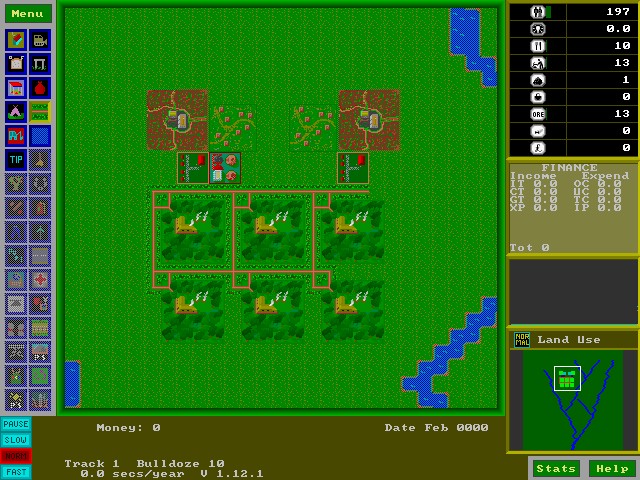 Menu
197
0.0
10
13
1
0
ORE 13
0
0
TIP
FINANCE
Income Expend
IT 0.0 OC 0.0
CT 0.0 UC 0.0
GT 0.0 TC 0.0
XP 0.0 IP 0.0
Tot 0
NOR
MAL
Land Use
PAUSE
SLOW
FAST
Money: 0 Date Feb 0000
Track 1 Bulldoze 10
0.0 secs/year V 1.12.1
Stats Help